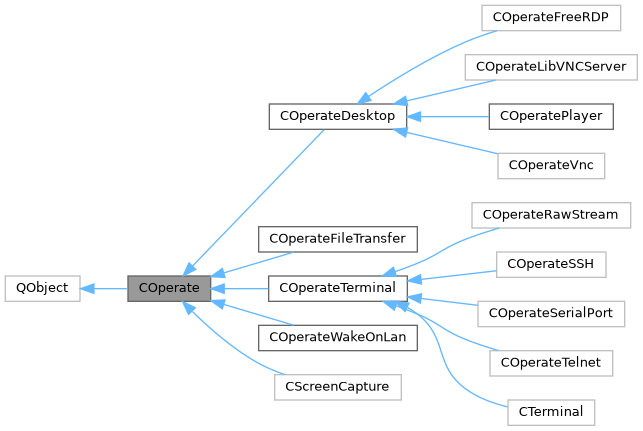 COperateFreeRDP
COperateLibVNCServer
COperateDesktop
COperatePlayer
COperateVnc
COperateRawStream
COperateFileTransfer
COperateSSH
QObject
COperate
COperateTerminal
COperateSerialPort
COperateWakeOnLan
COperateTelnet
CScreenCapture
CTerminal